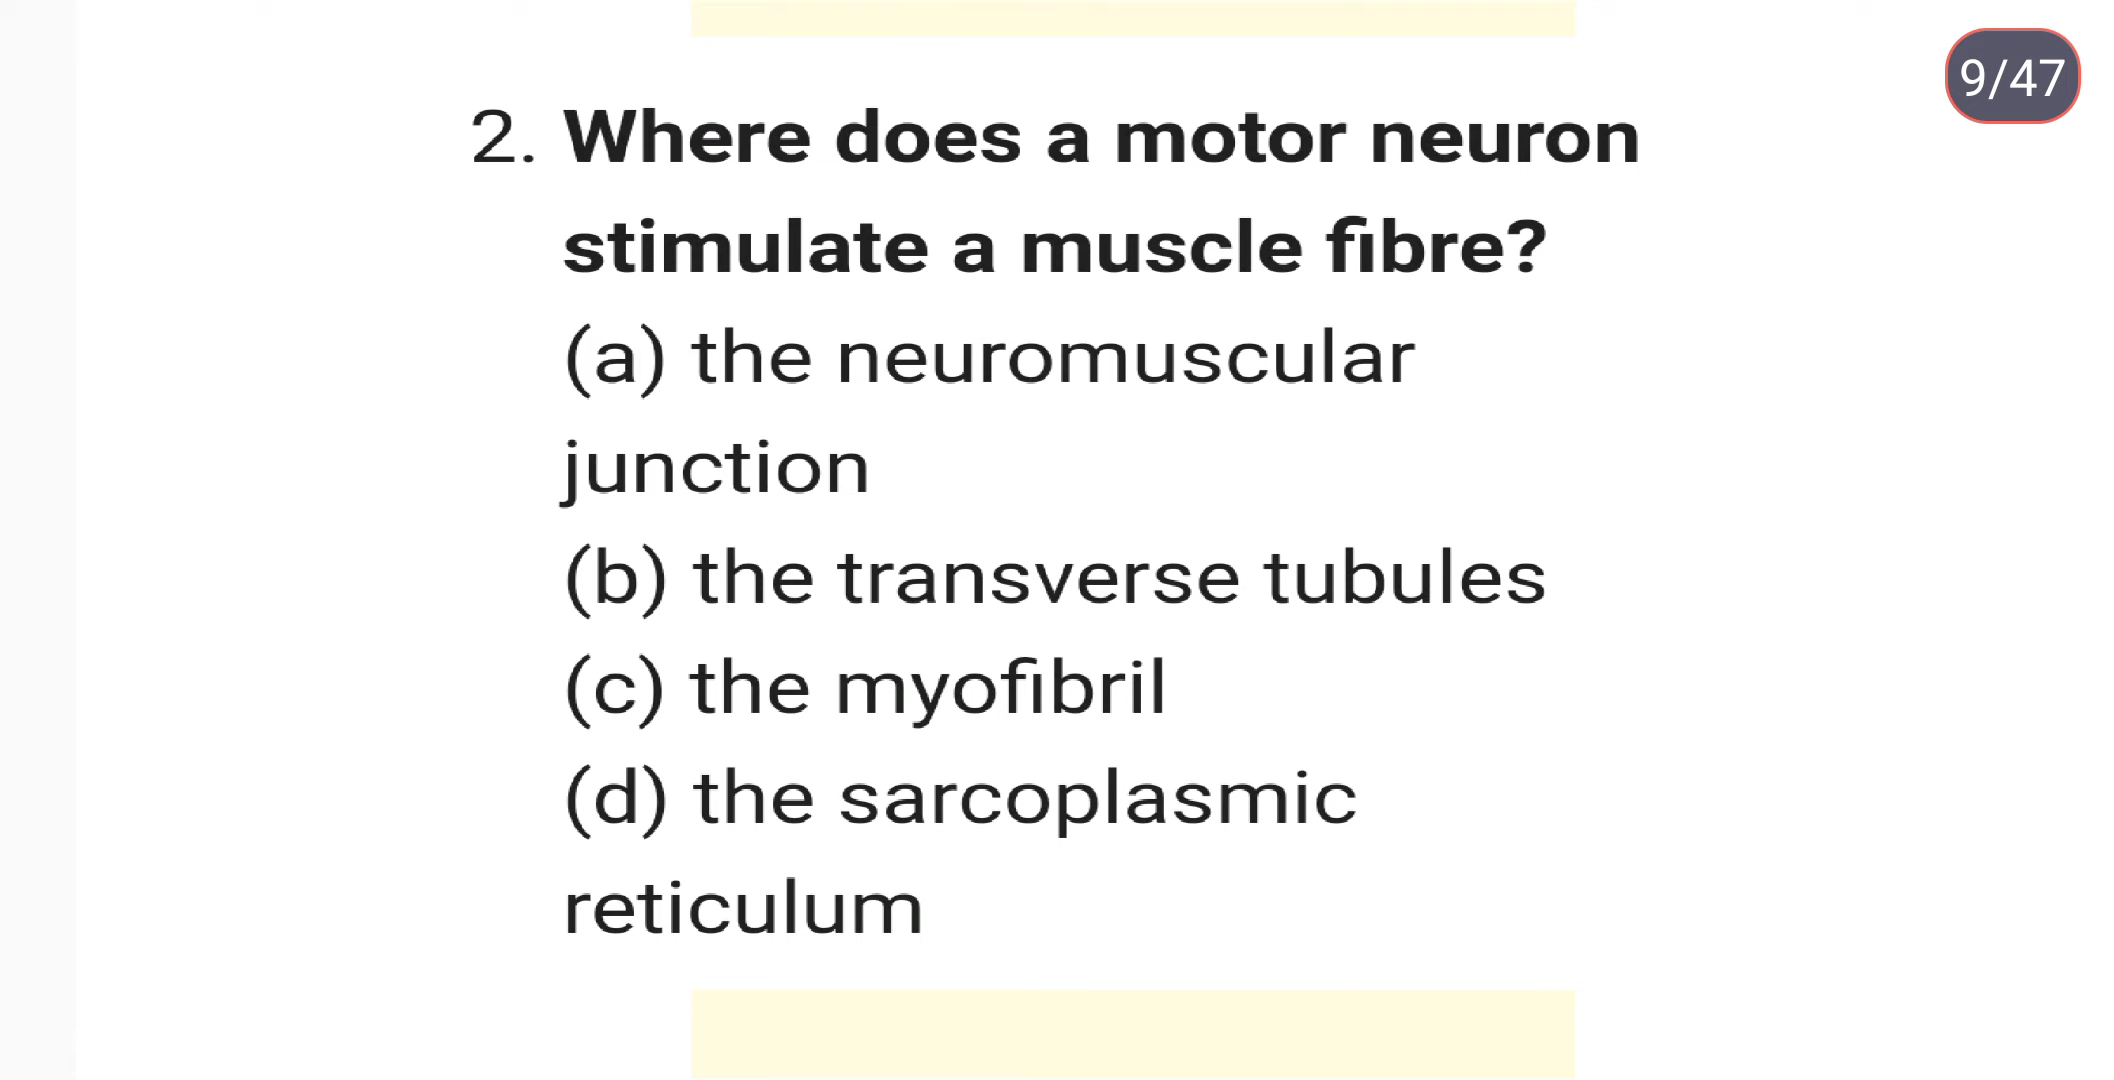 9/47
2. Where does a motor neuron
stimulate a muscle fibre?
(a) the neuromuscular
junction
(b) the transverse tubules
(c) the myofibril
(d) the sarcoplasmic
reticulum